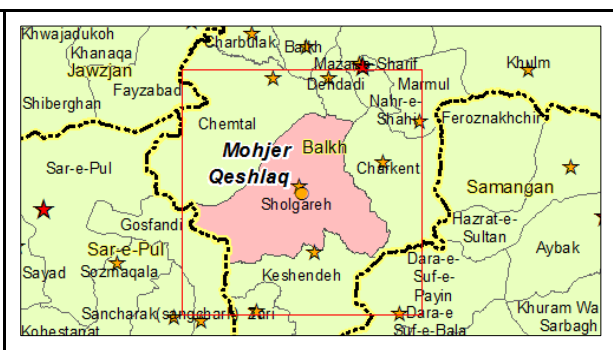 Khwajadukoh
Charbulak
Balkh
Khanaqa
Mazar-e-Sharif
Khulm
Jawzjan
Dehdadi
Marmul
Fayzabad
Nahr-e-
Shahi
Shiberghan
Feroznakhchir
Chemtal
Mohjer
Qeshlaq
Balkh
Charkent
Sar-e-Pul
Samangan
Sholgareh
Gosfandi
Hazrat-e-
Sultan
Sar-e-Pul
Aybak
Sayad
Sozmaqala
Keshendeh
Dara-e-
Suf-e-
Payin
Sancharak (sangchark)
Zari
Dara-e
Suf-e-Bala
Khuram Wa
Sarbagh
Kohestanat